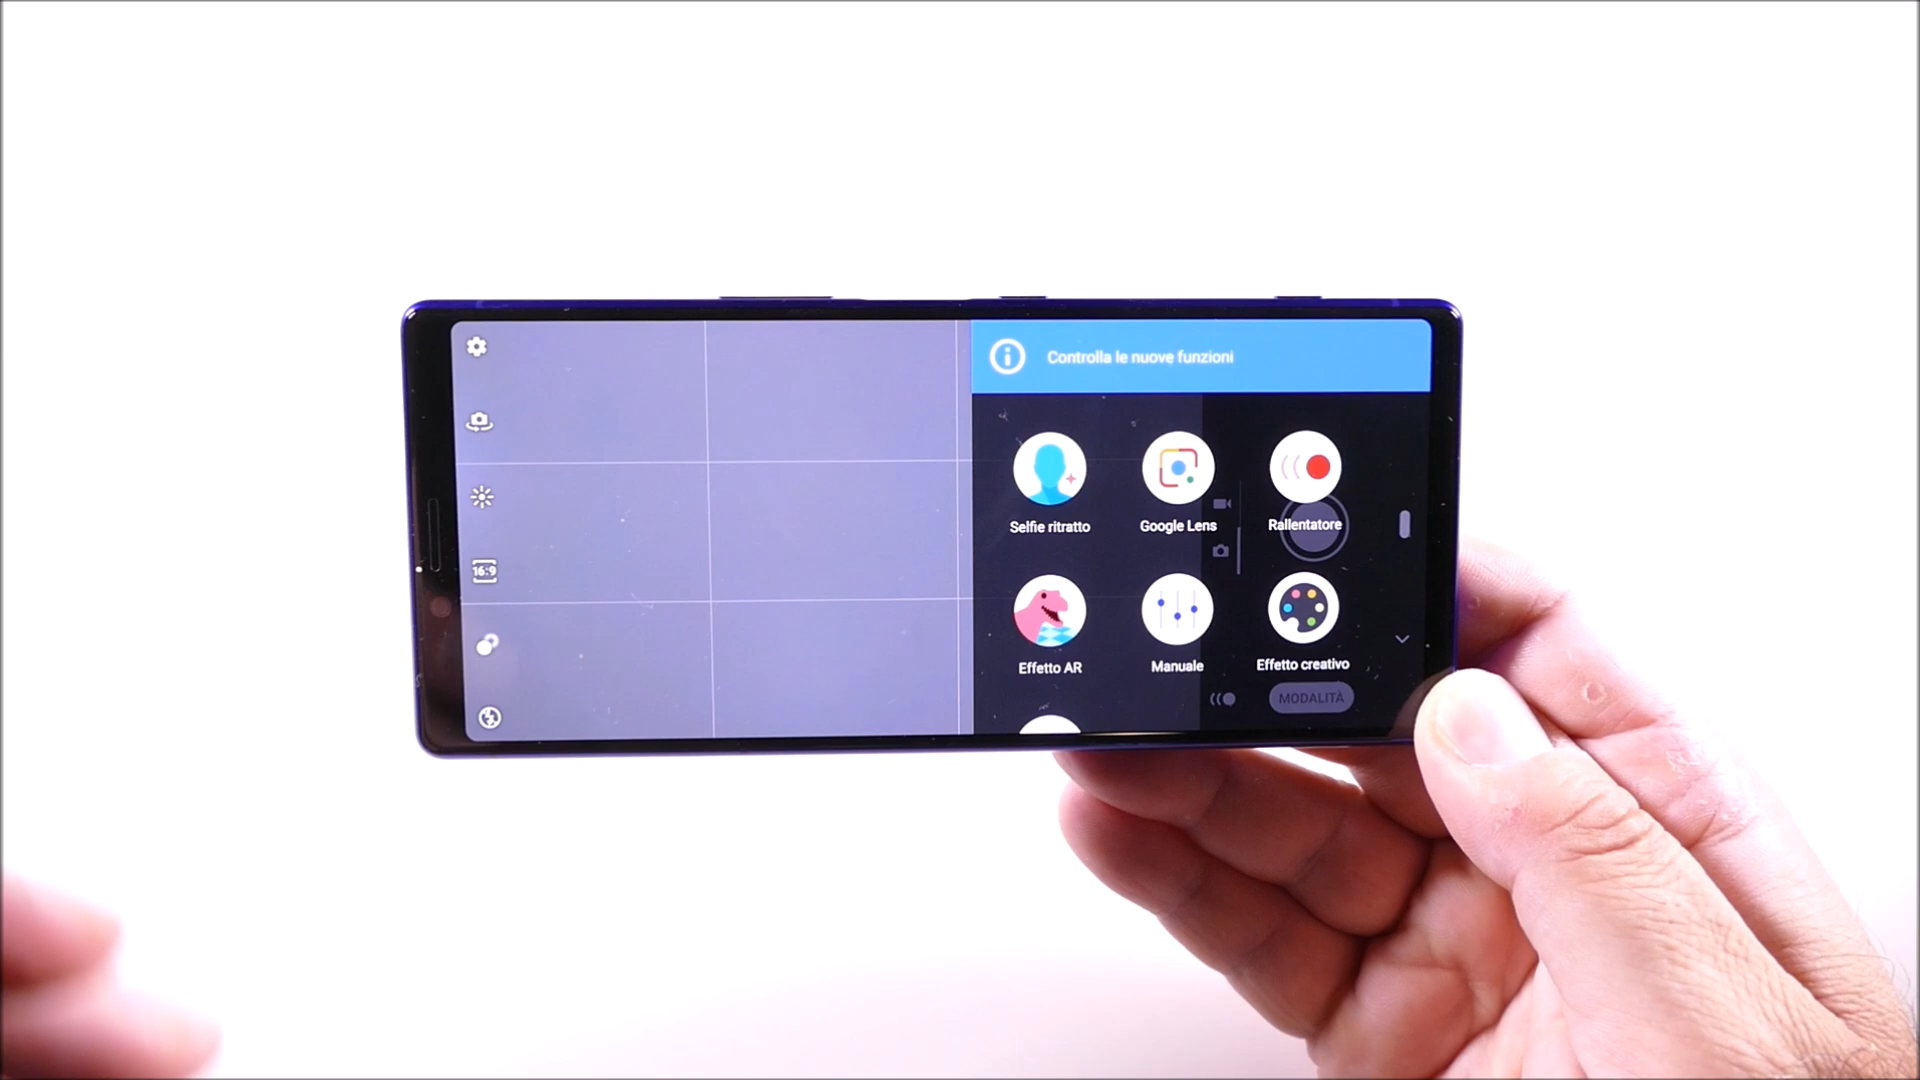 Controlla le nuove funzioni
Selfie ritratto
Google Lens
Rallentatore
16:9
Effetto AR
Manuale
Effetto creativo
MODALITÀ